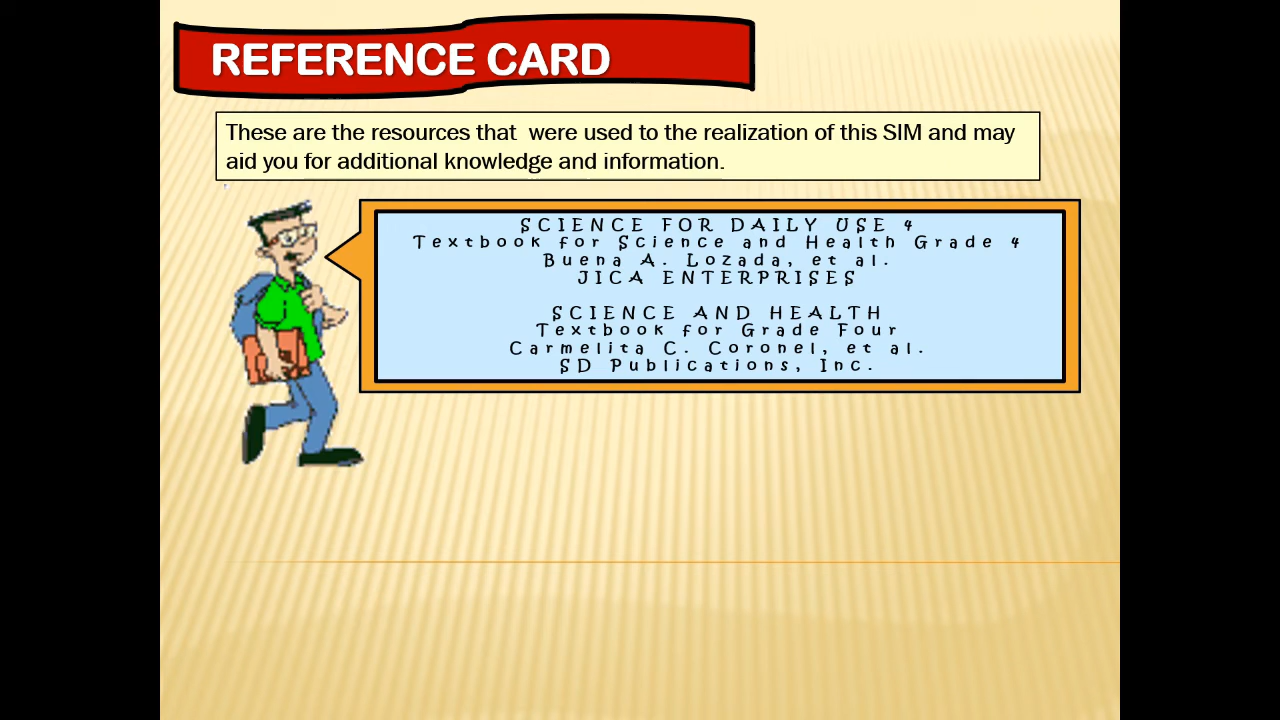 REFERENCE CARD
These are the resources that  were used to the realization of this SIM and may
aid you for additional knowledge and information.
SCIENCE FOR DAILY USE 4
Textbook for Science and Health Grade 4
Buena A. Lozada, et al.
JICA ENTERPRISES
SCIENCE AND HEALTH
Textbook for Grade Four
Carmelita C. Coronel, et al.
SD Publications, Inc.